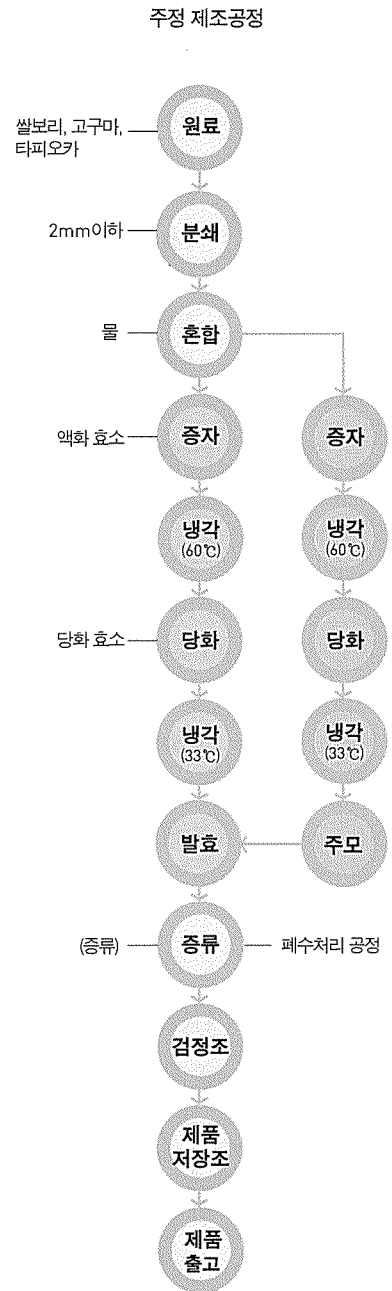 주정 제조공정
쌀보리, 고구마,
타피오카
원료
2mm이하
분쇄
물
혼합
액화 효소
증자
증자
냉각
(60℃)
냉각
(60℃)
당화 효소
당화
당화
냉각
(33℃)
냉각
(33℃)
발효
주모
(증류)
증류
폐수처리 공정
검정조
제품
저장조
제품
출고